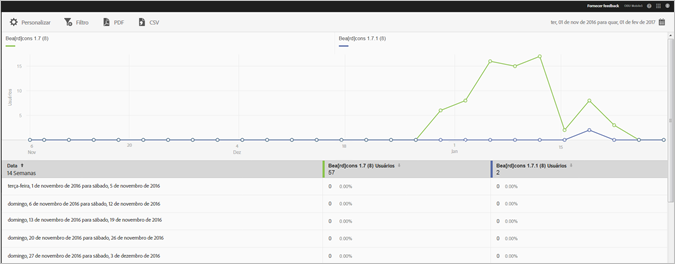 Fornecer feedback
Personalizar Filtro PDF CSV
ter, 01 de nov de 2016 para quar, 01 de fev de 2017
Bea[rd]cons 1.7 (8) Bea[rd]cons 1.7.1 (8)
Usuários
15
10
5
6 20 4 18 1 15
Nov Dez Jan
Data
14 Semanas
Bea[rd]cons 1.7 (8) Usuários
57
Bea[rd]cons 1.7.1 (8) Usuários
2
terça-feira, 1 de novembro de 2016 para sábado, 5 de novembro de 2016 0 0.00% 0 0.00%
domingo, 6 de novembro de 2016 para sábado, 12 de novembro de 2016 0 0.00% 0 0.00%
domingo, 13 de novembro de 2016 para sábado, 19 de novembro de 2016 0 0.00% 0 0.00%
domingo, 20 de novembro de 2016 para sábado, 26 de novembro de 2016 0 0.00% 0 0.00%
domingo, 27 de novembro de 2016 para sábado, 3 de dezembro de 2016 0 0.00% 0 0.00%